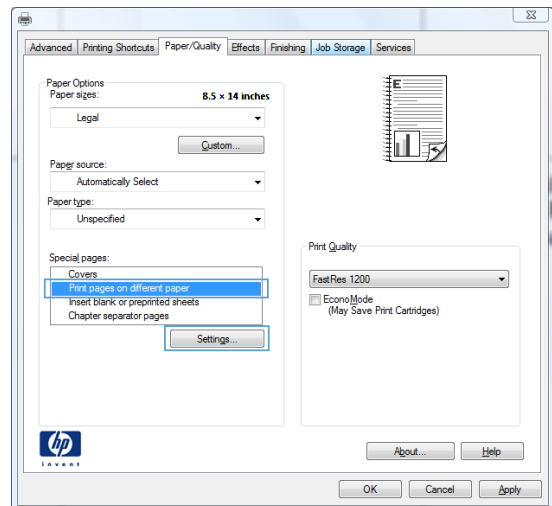 Advanced Printing Shortcuts Paper/Quality Effects Finishing Job Storage Services
Paper Options
Paper sizes: 8.5 × 14 inches
Legal
Custom...
Paper source:
Automatically Select
Paper type:
Unspecified
Special pages:
Covers
Print pages on different paper
Insert blank or preprinted sheets
Chapter separator pages
Settings...
E
Print Quality
FastRes 1200
EconoMode
(May Save Print Cartridges)
hp
invent
About... Help
OK Cancel Apply